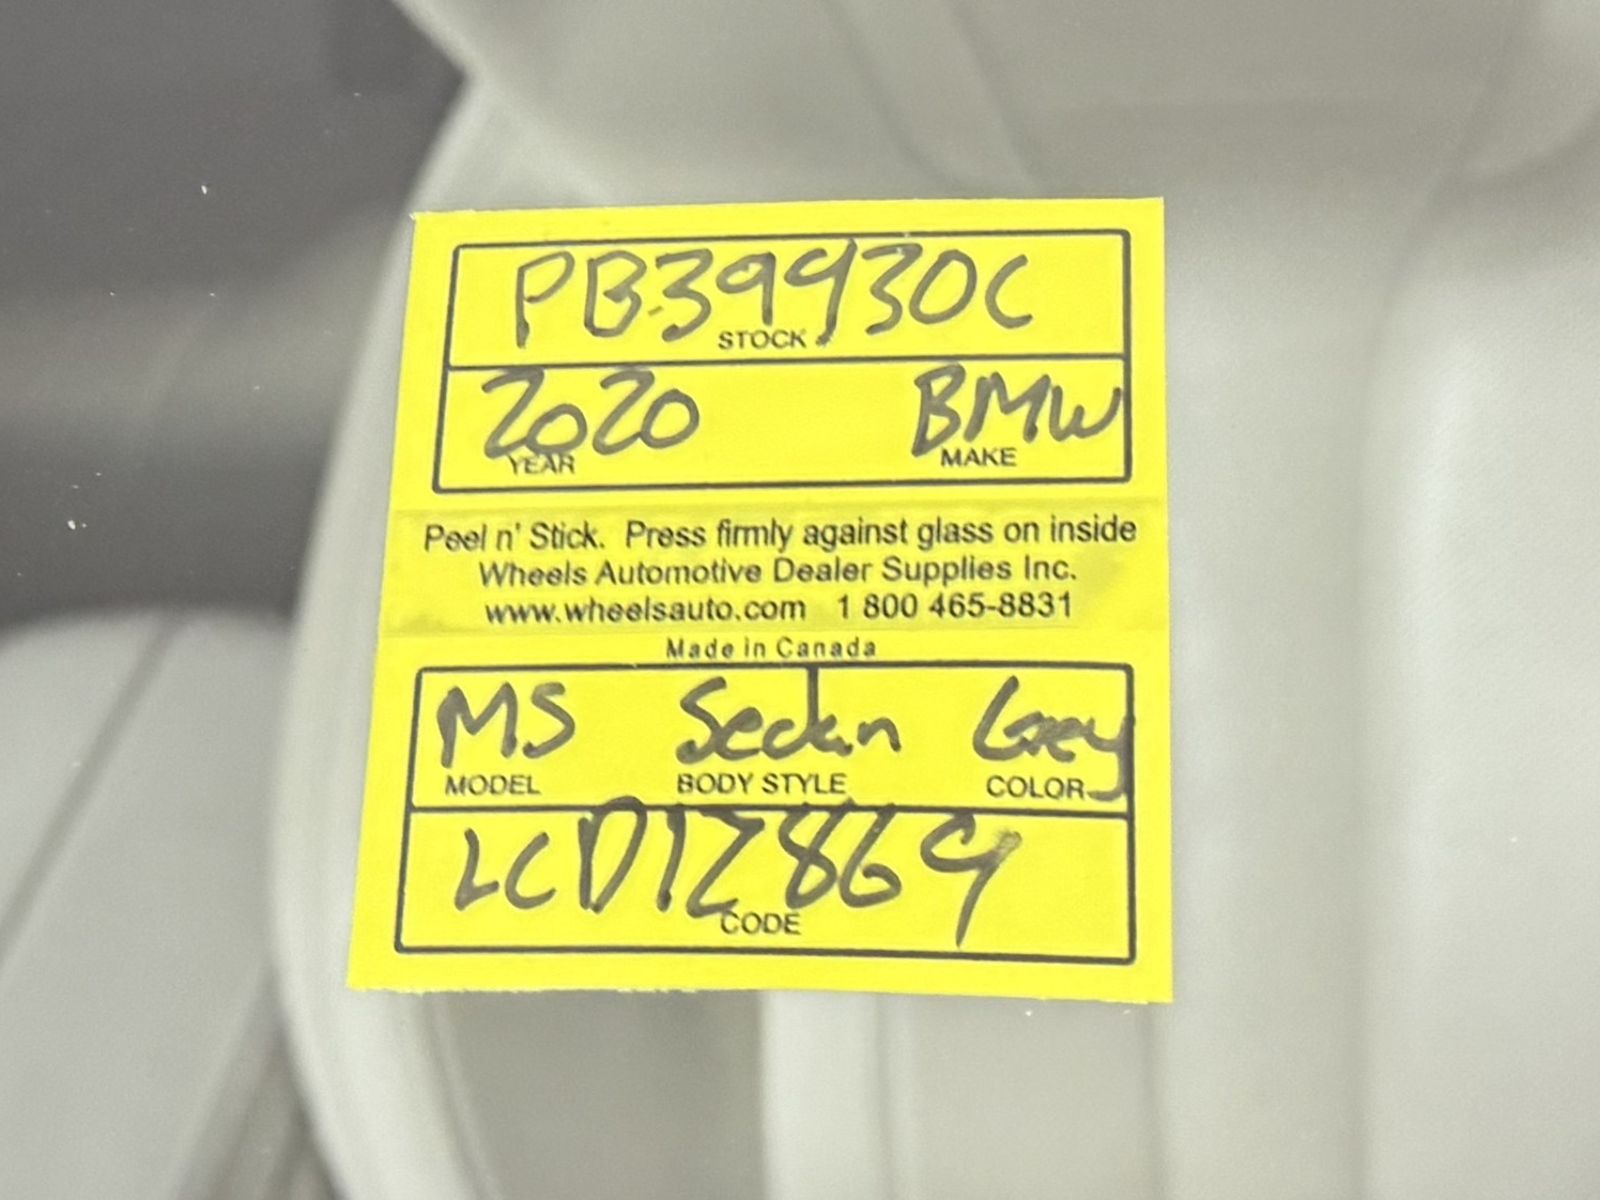 PB39930C
STOCK #
2020 BMW
YEAR MAKE
Peel n' Stick. Press firmly against glass on inside
Wheels Automotive Dealer Supplies Inc.
www.wheelsauto.com 1 800 465-8831
Made in Canada
M5 Sedan Grey
MODEL BODY STYLE COLOR
LCD12869
CODE